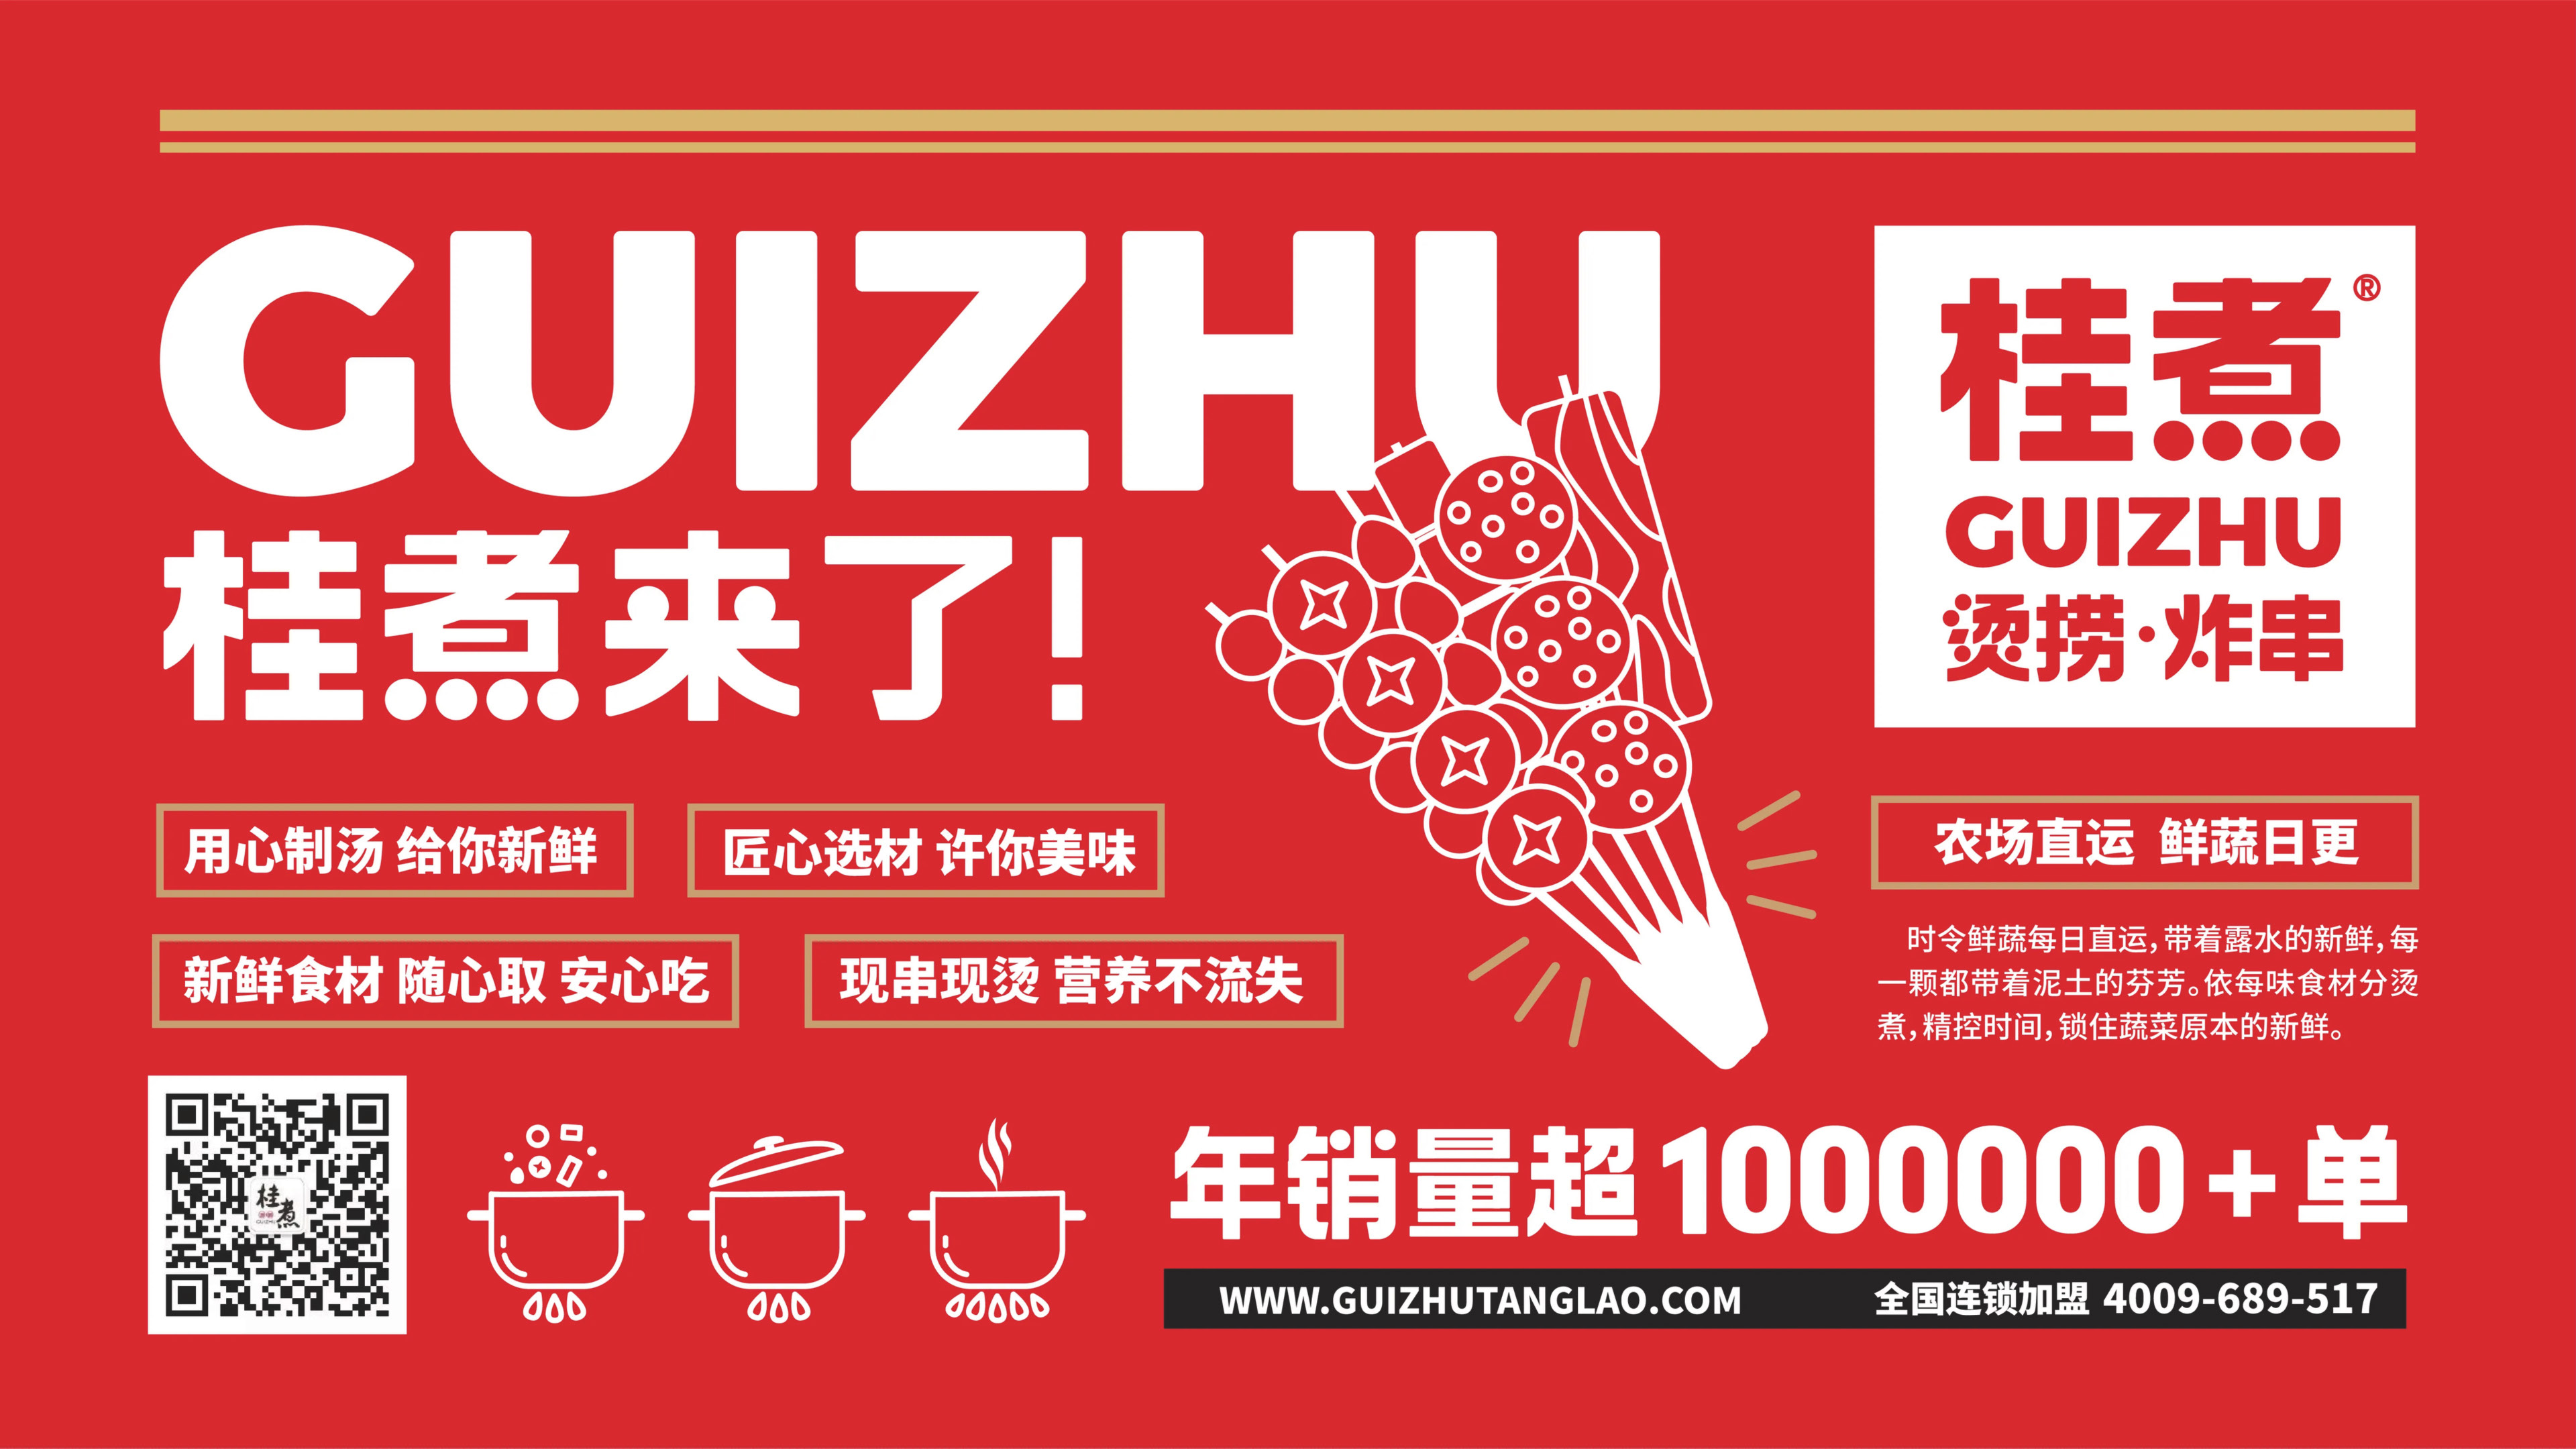 GUIZHU
桂煮来了!
桂煮®
GUIZHU
烫捞·炸串
用心制汤 给你新鲜
匠心选材 许你美味
新鲜食材 随心取 安心吃
现串现烫 营养不流失
农场直运 鲜蔬日更
时令鲜蔬每日直运,带着露水的新鲜,每
一颗都带着泥土的芬芳。依每味食材分烫
煮,精控时间,锁住蔬菜原本的新鲜。
桂煮
GUIZHU
年销量超1000000+单
WWW.GUIZHUTANGLAO.COM
全国连锁加盟 4009-689-517